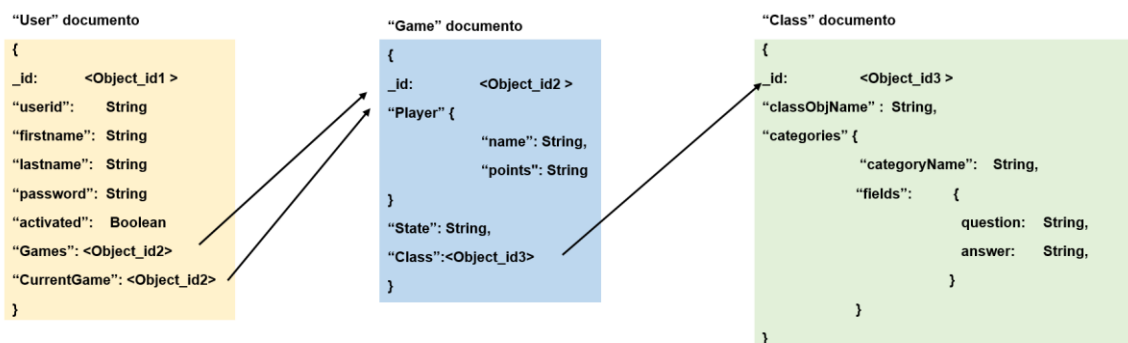 “User” documento
{
_id: <Object_id1 >
“userid”: String
“firstname”: String
“lastname”: String
“password”: String
“activated”: Boolean
“Games”: <Object_id2>
“CurrentGame”: <Object_id2>
}
“Game” documento
{
_id: <Object_id2 >
“Player” {
“name”: String,
“points": String
}
“State”: String,
“Class”:<Object_id3>
}
“Class” documento
{
_id: <Object_id3 >
“classObjName” : String,
“categories” {
“categoryName”: String,
“fields”: {
question: String,
answer: String,
}
}
}